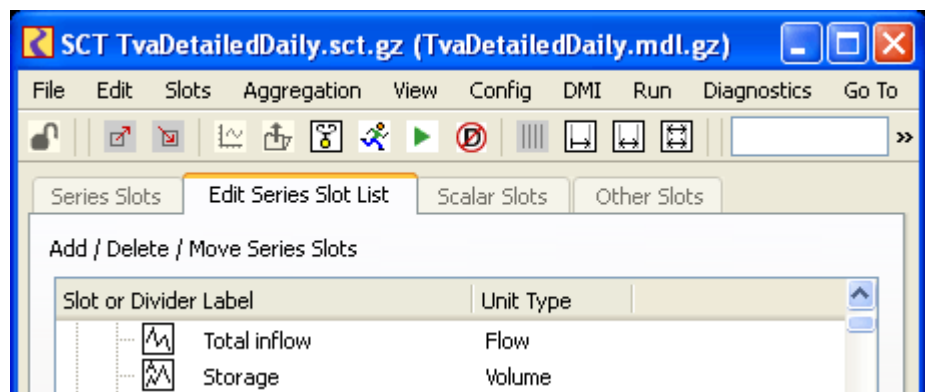 SCT TvaDetailedDaily.sct.gz (TvaDetailedDaily.mdl.gz)
File Edit Slots Aggregation View Config DMI Run Diagnostics Go To
D »
Series Slots Edit Series Slot List Scalar Slots Other Slots
Add / Delete / Move Series Slots
Slot or Divider Label Unit Type
Total inflow Flow
Storage Volume